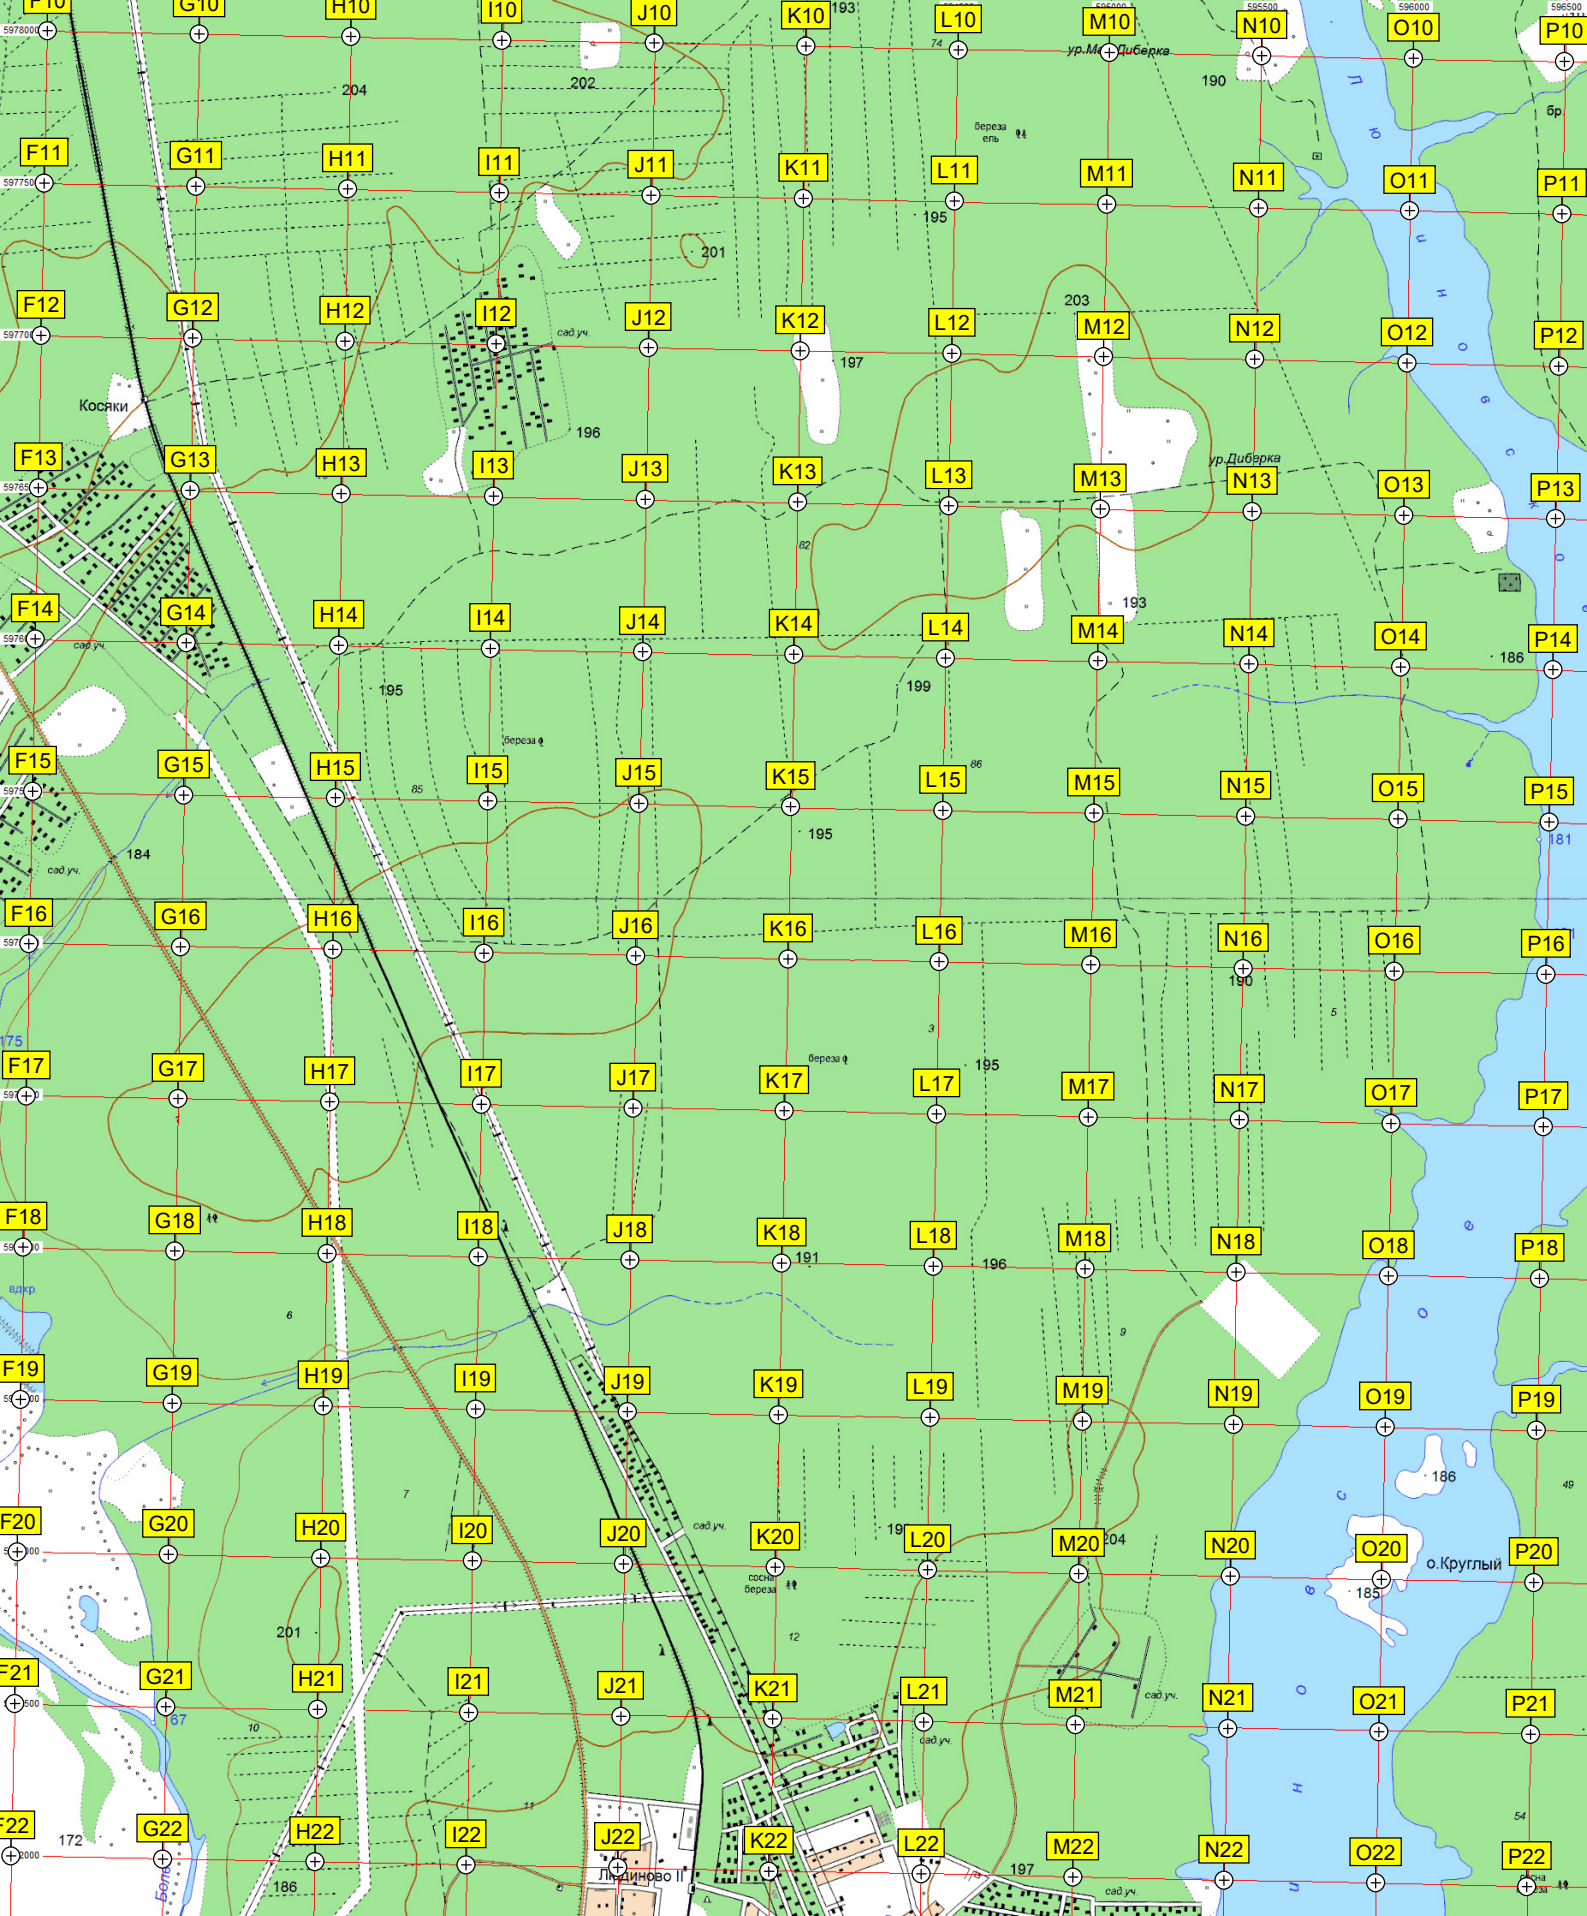 595500 596000 596500
F10 G10 H10 I10 J10 K10 193 L10 M10 N10 O10 P10
5978000
74
ур.Мал.Диберка
190
202
204
Л
ю
бр.
береза
ель
F11 G11 H11 I11 J11 K11 L11 M11 N11 O11 P11
195
201
и
н
203
F12 G12 H12 I12 J12 K12 L12 M12 N12 O12 P12
сад.уч.
197
о
в
Косяки
196
с
ур.Диберка
F13 G13 H13 I13 J13 K13 L13 M13 N13 O13 P13
к
82
о
193
F14 G14 H14 I14 J14 K14 L14 M14 N14 O14 P14
сад.уч.
186
195
199
береза
86
F15 G15 H15 I15 J15 K15 L15 M15 N15 O15 P15
85
195
181
184
сад.уч.
F16 G16 H16 I16 J16 K16 L16 M16 N16 O16 P16
190
5
3
175
береза
195
F17 G17 H17 I17 J17 K17 L17 M17 N17 O17 P17
F18 G18 H18 I18 J18 K18 L18 M18 N18 O18 P18
е
191
196
вдхр.
6
о
9
F19 G19 H19 I19 J19 K19 L19 M19 N19 O19 P19
186
49
7
с
F20 G20 H20 I20 J20 K20 L20 M20 N20 O20 P20
сад.уч.
204
о.Круглый
сосна
береза
в
185
201
12
F21 G21 H21 I21 J21 K21 L21 M21 N21 O21 P21
о
сад.уч.
67
10
сад.уч.
н
11
54
F22 G22 H22 I22 J22 K22 L22 M22 N22 O22 P22
172
2000
Людиново II
197
186
сад.уч.
и